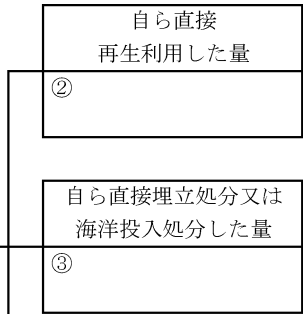 自ら直接
再生利用した量
②
自ら直接埋立処分又は
海洋投入処分した量
③